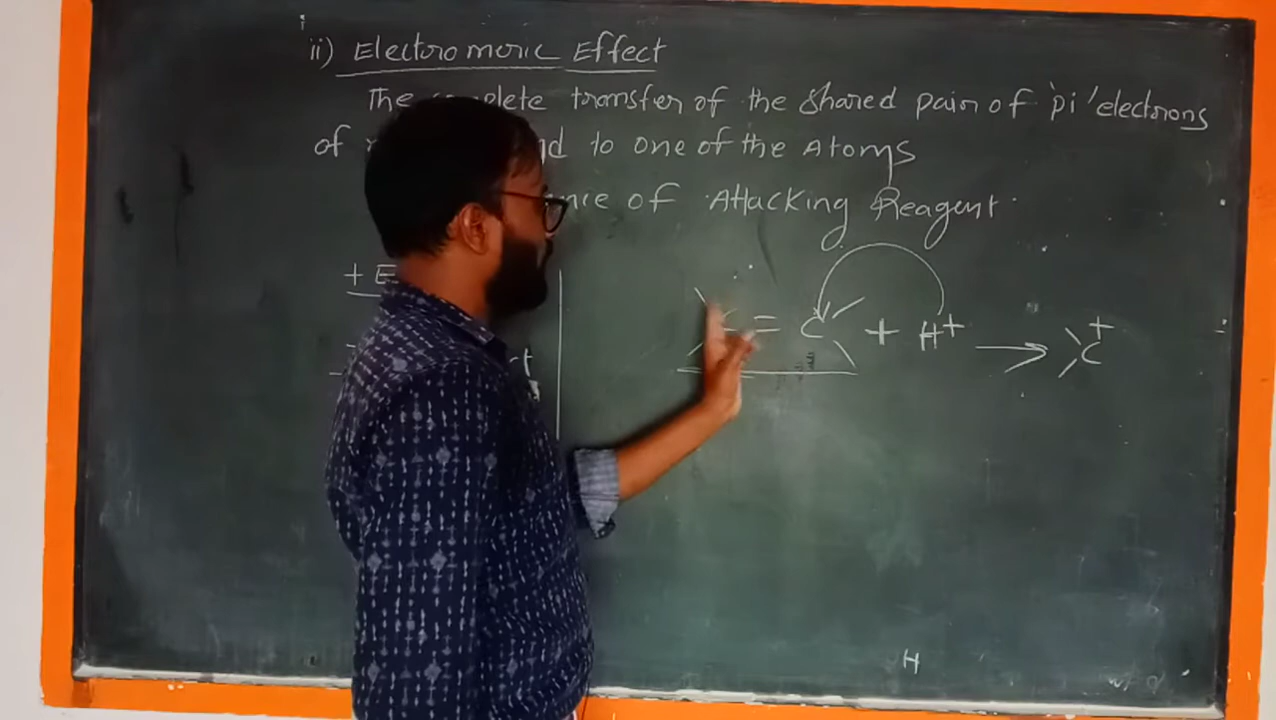 ii) Electromeric Effect
The complete transfer of the shared pair of 'pi' electrons
of to one of the Atoms
of Attacking Reagent.
+ E
= C + H+ → C+
H